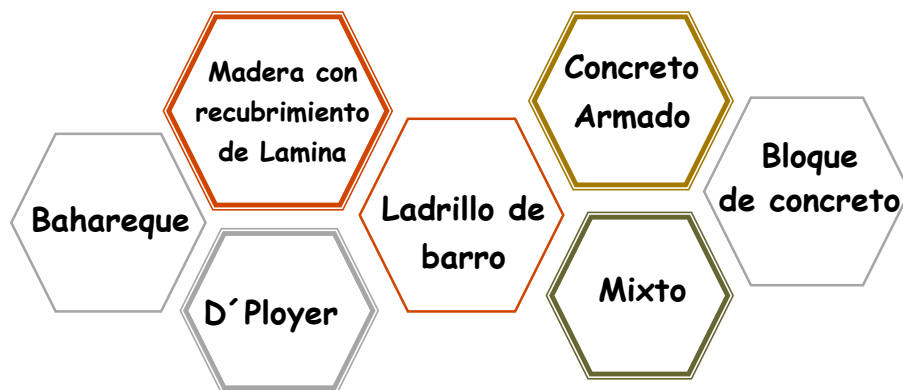 Madera con
recubrimiento
de Lamina
Concreto
Armado
Bahareque
Ladrillo de
barro
Bloque
de concreto
D´Ployer
Mixto